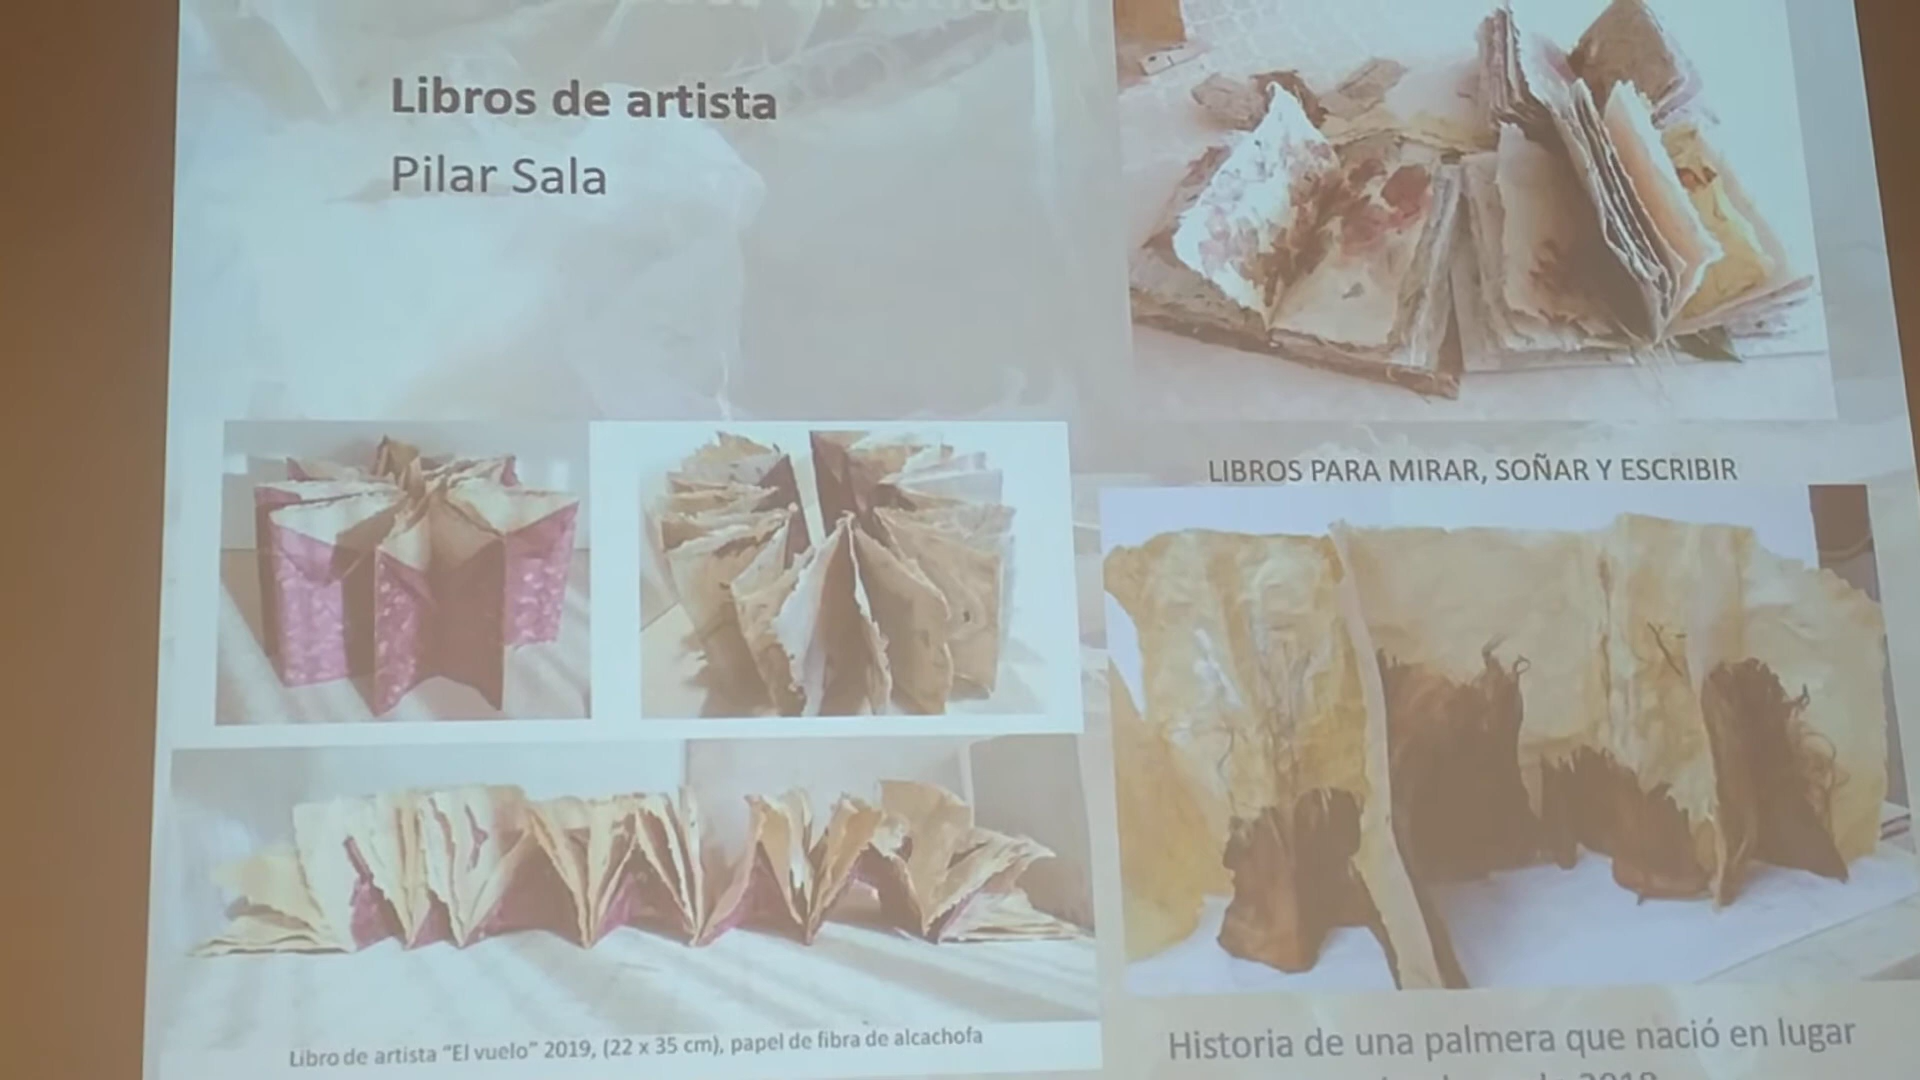 Libros de artista
Pilar Sala
LIBROS PARA MIRAR, SOÑAR Y ESCRIBIR
Libro de artista "El vuelo" 2019, (22 x 35 cm), papel de fibra de alcachofa
Historia de una palmera que nació en lugar
2019